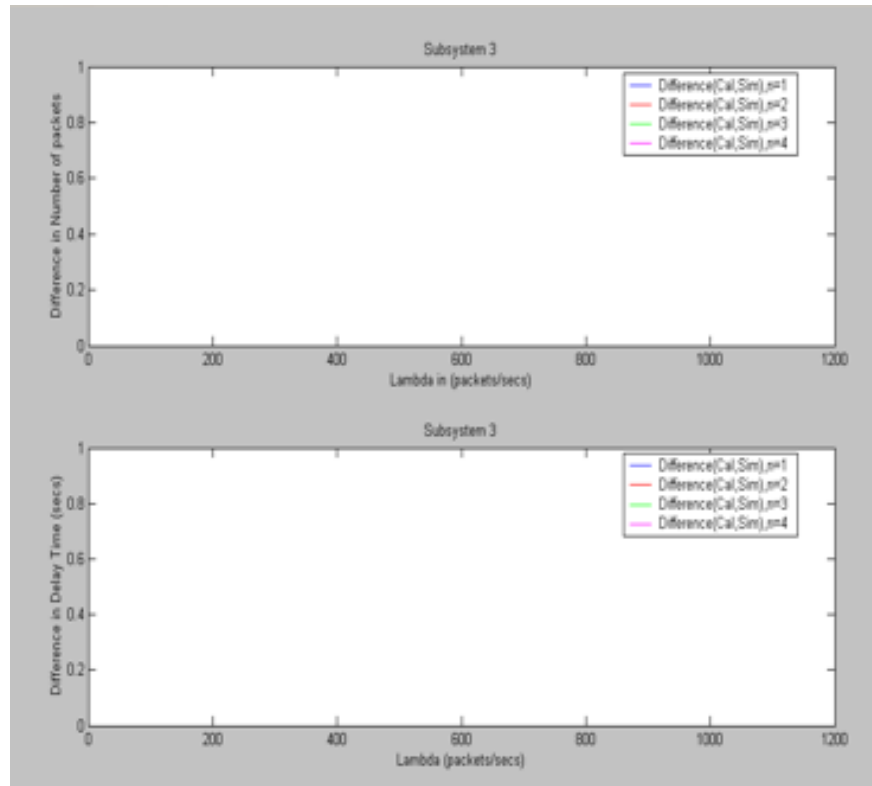 Subsystem 3
Difference in Number of packets
1
0.8
0.6
0.4
0.2
0
Difference(Cal,Sim),n=1
Difference(Cal,Sim),n=2
Difference(Cal,Sim),n=3
Difference(Cal,Sim),n=4
0 200 400 600 800 1000 1200
Lambda in (packets/secs)
Subsystem 3
Difference in Delay Time (secs)
1
0.8
0.6
0.4
0.2
0
Difference(Cal,Sim),n=1
Difference(Cal,Sim),n=2
Difference(Cal,Sim),n=3
Difference(Cal,Sim),n=4
0 200 400 600 800 1000 1200
Lambda (packets/secs)